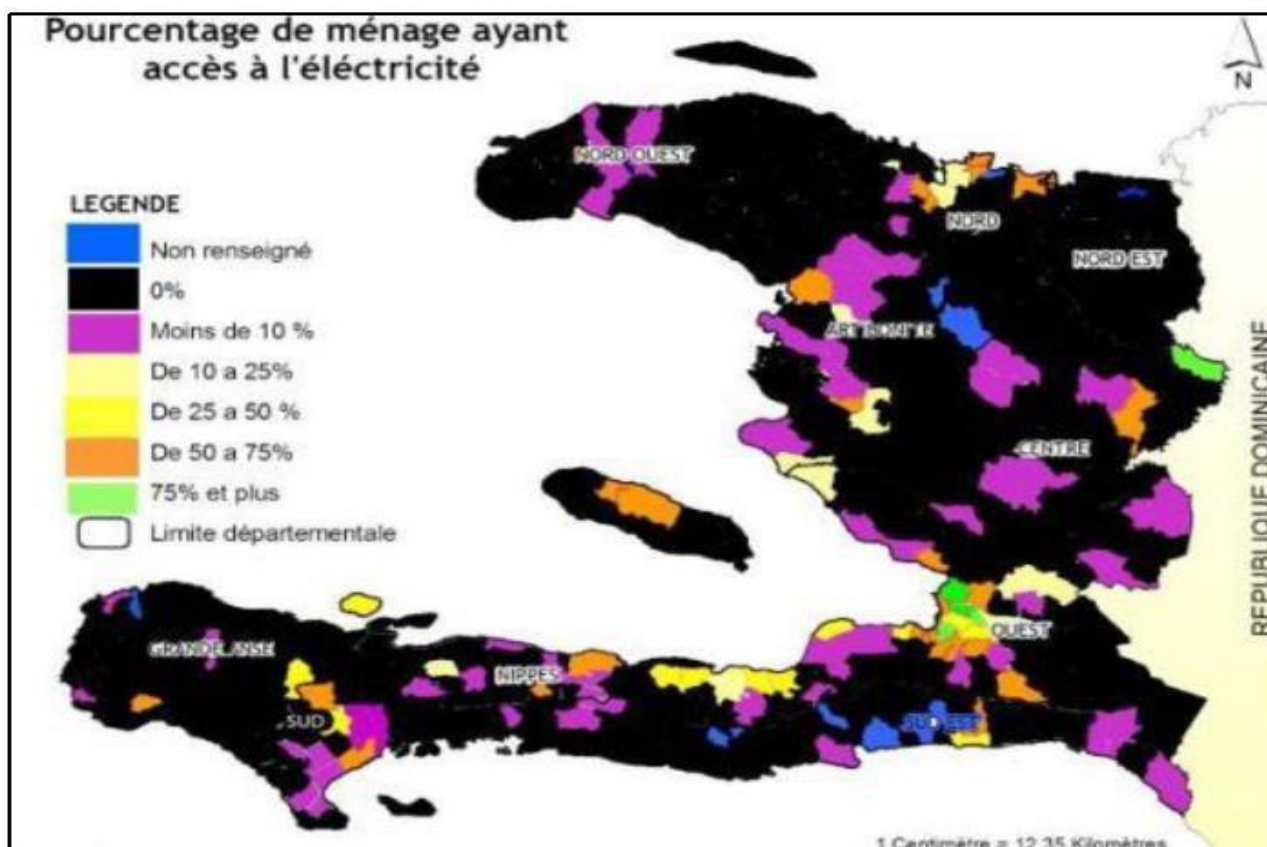 Pourcentage de ménage ayant
accès à l'éléctricité
N
LEGENDE
Non renseigné
0%
Moins de 10 %
De 10 a 25%
De 25 a 50 %
De 50 a 75%
75% et plus
Limite départementale
NORD OUEST
NORD
NORD EST
ARTIBONITE
CENTRE
REPUBLIQUE DOMINICAINE
OUEST
GRANDE ANSE
NIPPES
SUD
SUD EST
1 Centimètre = 12,35 Kilomètres